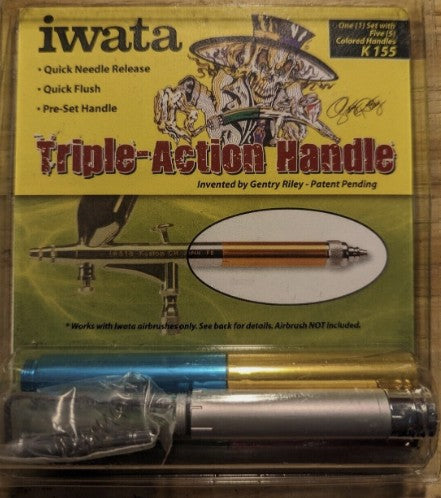 iwata
One (1) Set with
Five (5)
Colored Handles
K 155
• Quick Needle Release
• Quick Flush
• Pre-Set Handle
Triple-Action Handle
Invented by Gentry Riley - Patent Pending
* Works with Iwata airbrushes only. See back for details. Airbrush NOT included.